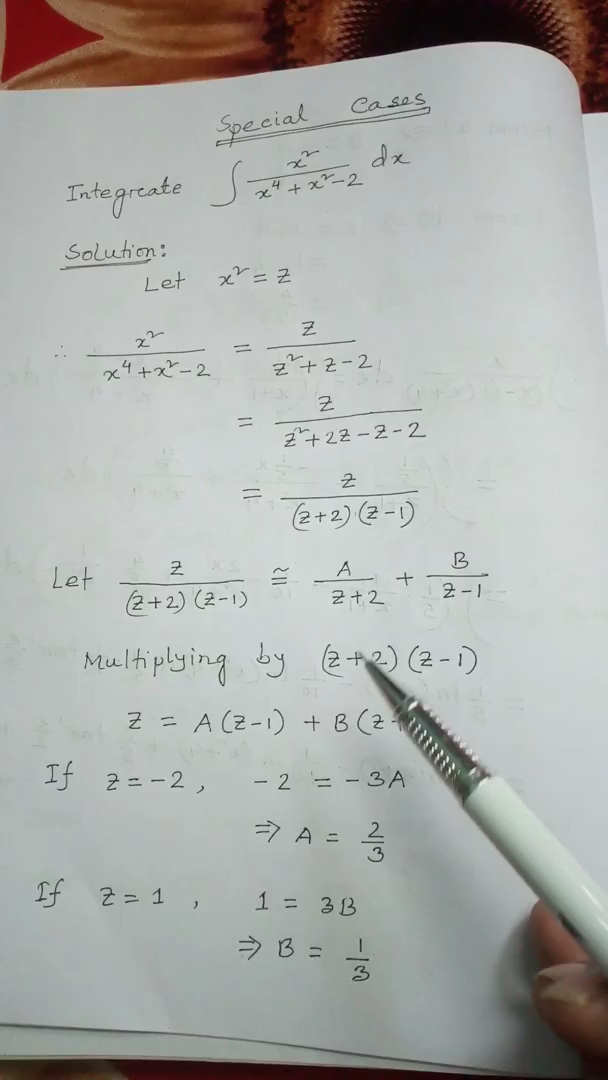 Special Cases
Integrcate ∫ x²/(x⁴+x²-2) dx
Solution:
Let x² = z
∴ x²/(x⁴+x²-2) = z/(z²+z-2)
= z/(z²+2z-z-2)
= z/((z+2)(z-1))
Let z/((z+2)(z-1)) ≅ A/(z+2) + B/(z-1)
Multiplying by (z+2)(z-1)
z = A(z-1) + B(z+
If z=-2, -2 = -3A
⇒ A = 2/3
If z=1, 1 = 3B
⇒ B = 1/3